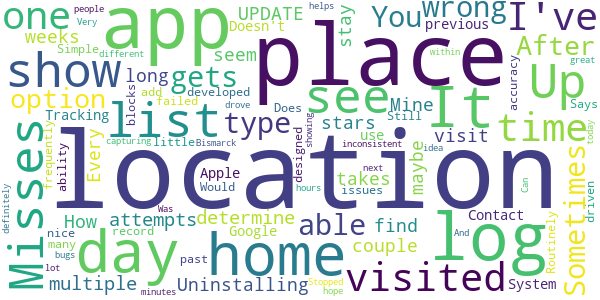 one
app
place
wrong
I've
people
Very
weeks
different
Doesn't
UPDATE
stay
You
previous
After
within
helps
great
Simple
gets
seem
Up
Says
show
long
developed
see
It
accuracy
option
add
failed
drove
Mine
time
today
Tracking
blocks
Does
stars
Still
list
type
visit
frequently
ability
little
Bismarck
designed
showing
use
idea
Misses
Every
Apple
maybe
inconsistent
location
capturing
Was
hours
issues
next
Can
Sometimes
driven
Would
takes
How
attempts
determine
able
find
log
Contact
Routinely
definitely
nice
day
home
Google
couple
And
many
record
past
visited
System
bugs
lot
multiple
Uninstalling
Stopped
hope
minutes